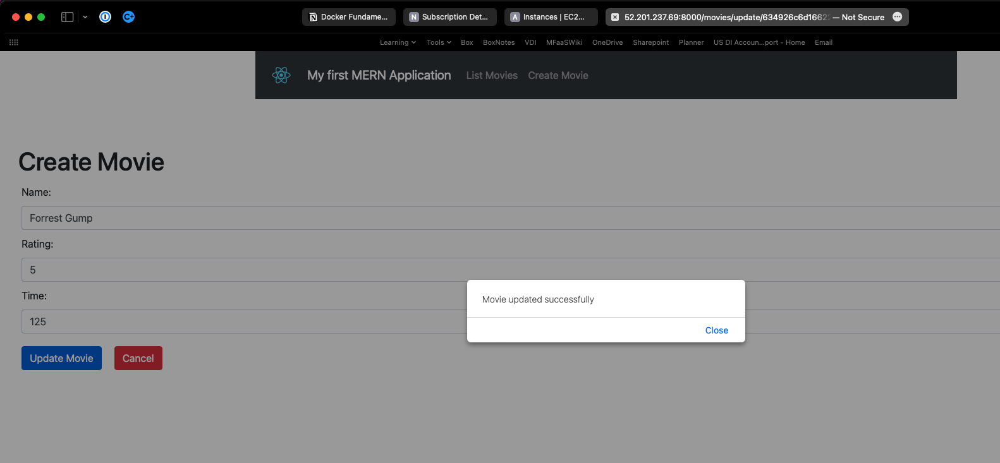 Docker Fundame... Subscription Det... Instances | EC2... 52.201.237.69:8000/movies/update/634926c6d16622 — Not Secure
Learning Tools Box BoxNotes VDI MFaaSWiki OneDrive Sharepoint Planner US DI Accoun...port - Home Email
My first MERN Application List Movies Create Movie
Create Movie
Name:
Forrest Gump
Rating:
5
Time:
125
Movie updated successfully
Close
Update Movie Cancel